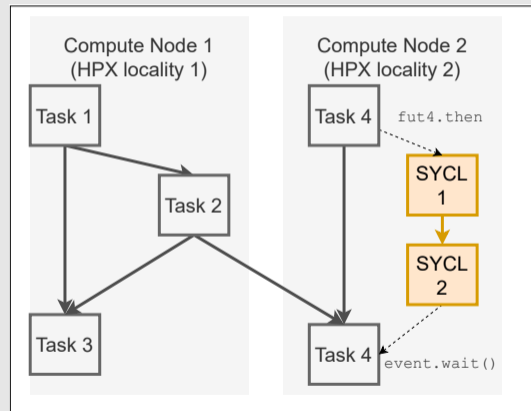 Compute Node 1
(HPX locality 1)
Compute Node 2
(HPX locality 2)
Task 1
Task 4
fut4.then
SYCL
1
Task 2
SYCL
2
Task 3
Task 4
event.wait()